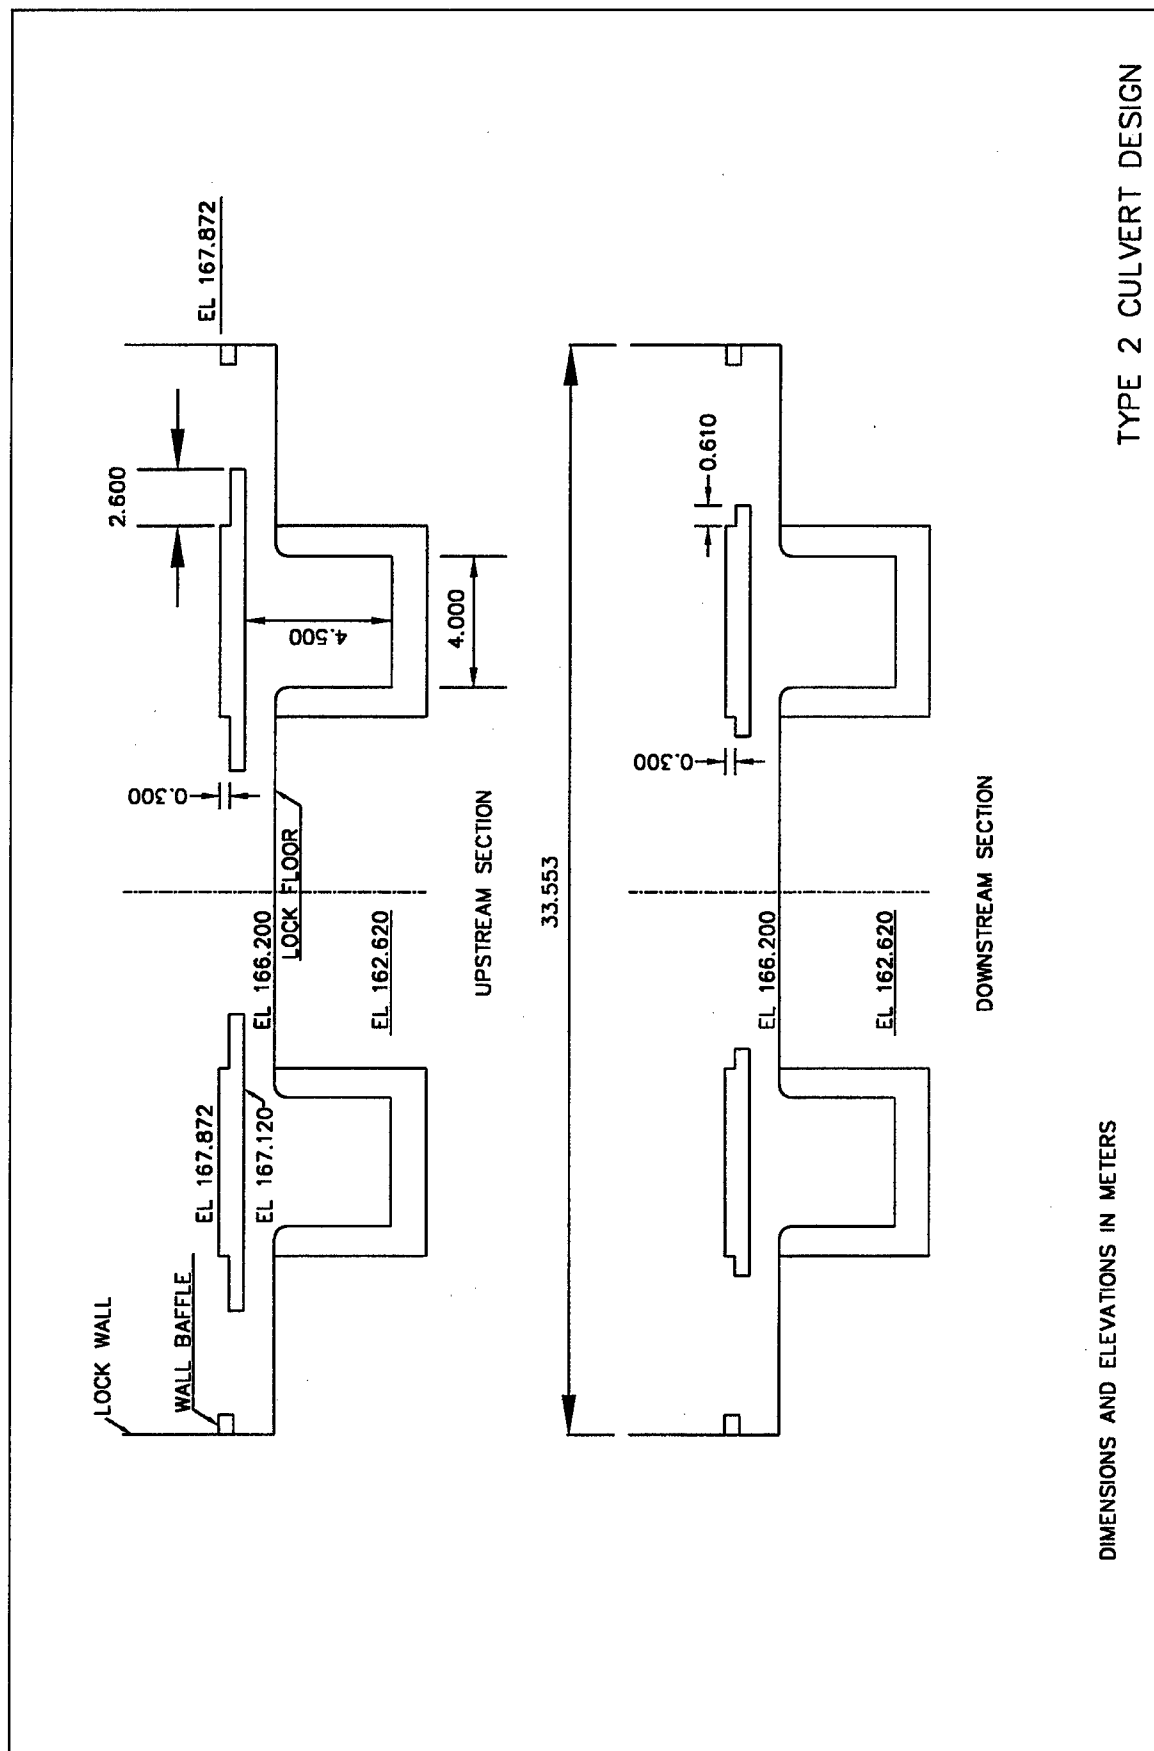 LOCK WALL
WALL BAFFLE
EL 167.872
EL 167.120
EL 166.200
LOCK FLOOR
EL 162.620
0.300
4.500
4.000
2.600
EL 167.872
UPSTREAM SECTION
33.553
EL 166.200
EL 162.620
0.300
0.610
DOWNSTREAM SECTION
DIMENSIONS AND ELEVATIONS IN METERS
TYPE 2 CULVERT DESIGN